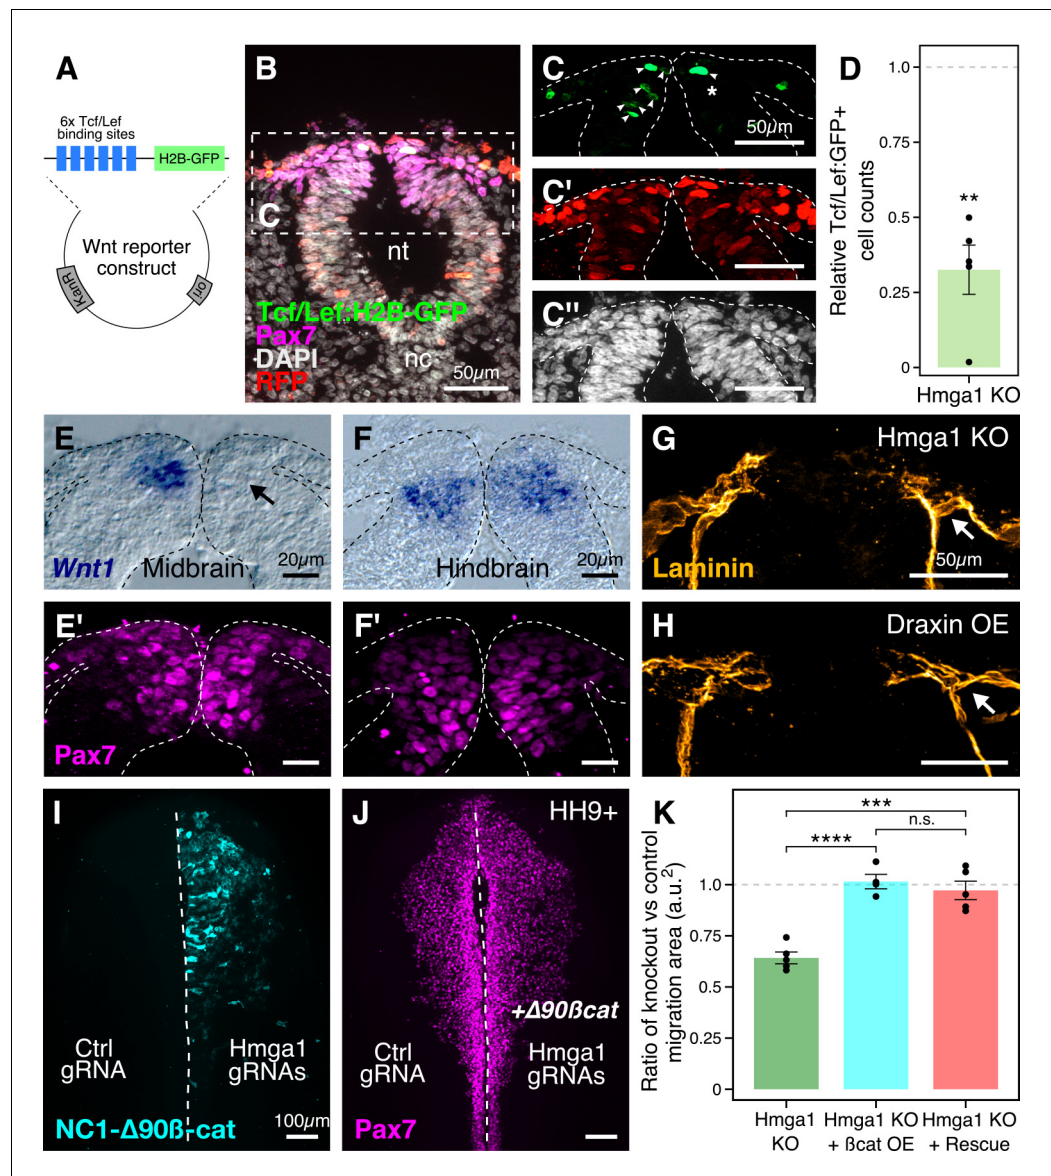 A
6x Tcf/Lef
binding sites
H2B-GFP
Wnt reporter
construct
KanR
ori
B
C
nt
Tcf/Lef:H2B-GFP
Pax7
DAPI
nc
RFP
50µm
C
*
50µm
C'
C"
D
Relative Tcf/Lef:GFP+
cell counts
1.0
0.75
0.5
0.25
0
**
Hmga1 KO
E
Wnt1
Midbrain
20µm
F
Hindbrain
20µm
G
Hmga1 KO
Laminin
50µm
E'
Pax7
F'
H
Draxin OE
I
Ctrl
gRNA
Hmga1
gRNAs
NC1-Δ90ß-cat
100µm
J
HH9+
+Δ90ßcat
Ctrl
gRNA
Hmga1
gRNAs
Pax7
K
Ratio of knockout vs control
migration area (a.u.²)
1.0
0.75
0.5
0.25
0
***
n.s.
****
Hmga1
KO
Hmga1 KO
+ ßcat OE
Hmga1 KO
+ Rescue